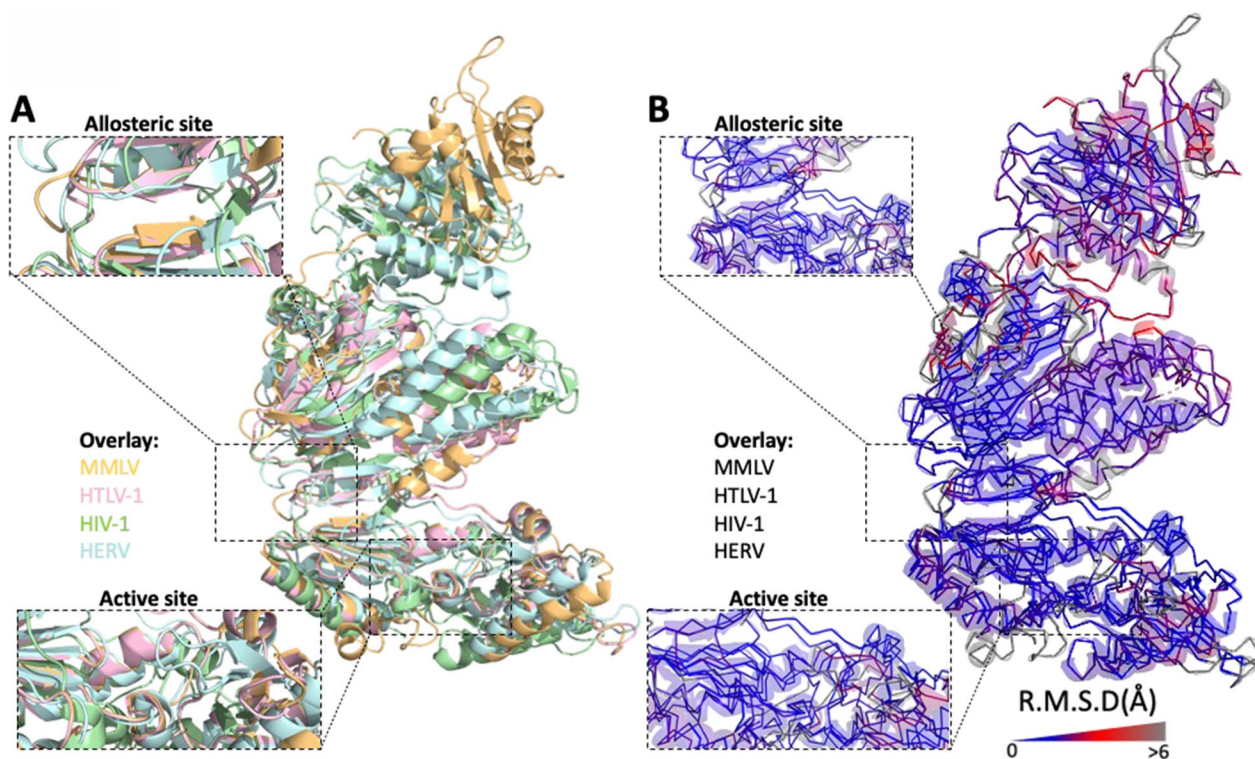 A
Allosteric site
Overlay:
MMLV
HTLV-1
HIV-1
HERV
Active site
B
Allosteric site
Overlay:
MMLV
HTLV-1
HIV-1
HERV
Active site
R.M.S.D(Å)
0
>6